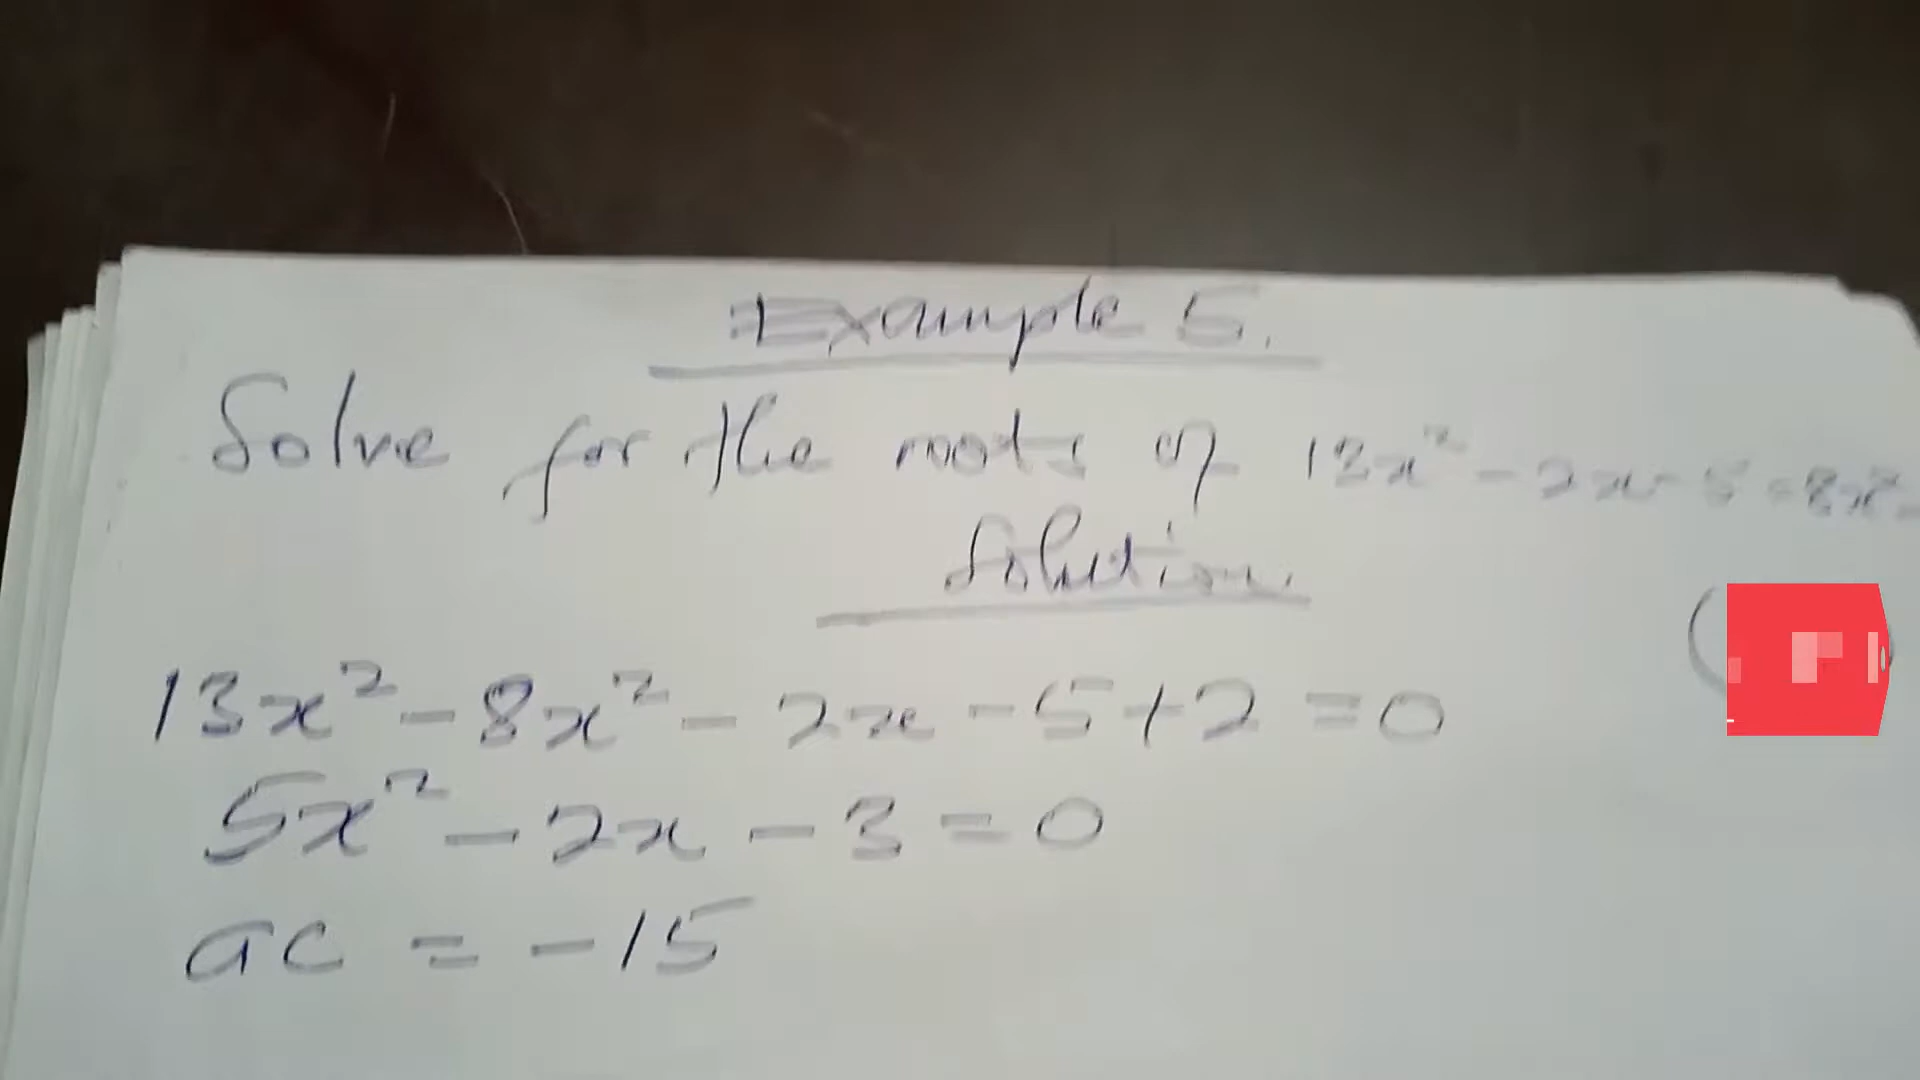 Example 5.
Solve for the roots of 13x² - 2x - 5 = 8x² -
Solution
13x² - 8x² - 2x - 5 + 2 = 0
5x² - 2x - 3 = 0
ac = -15